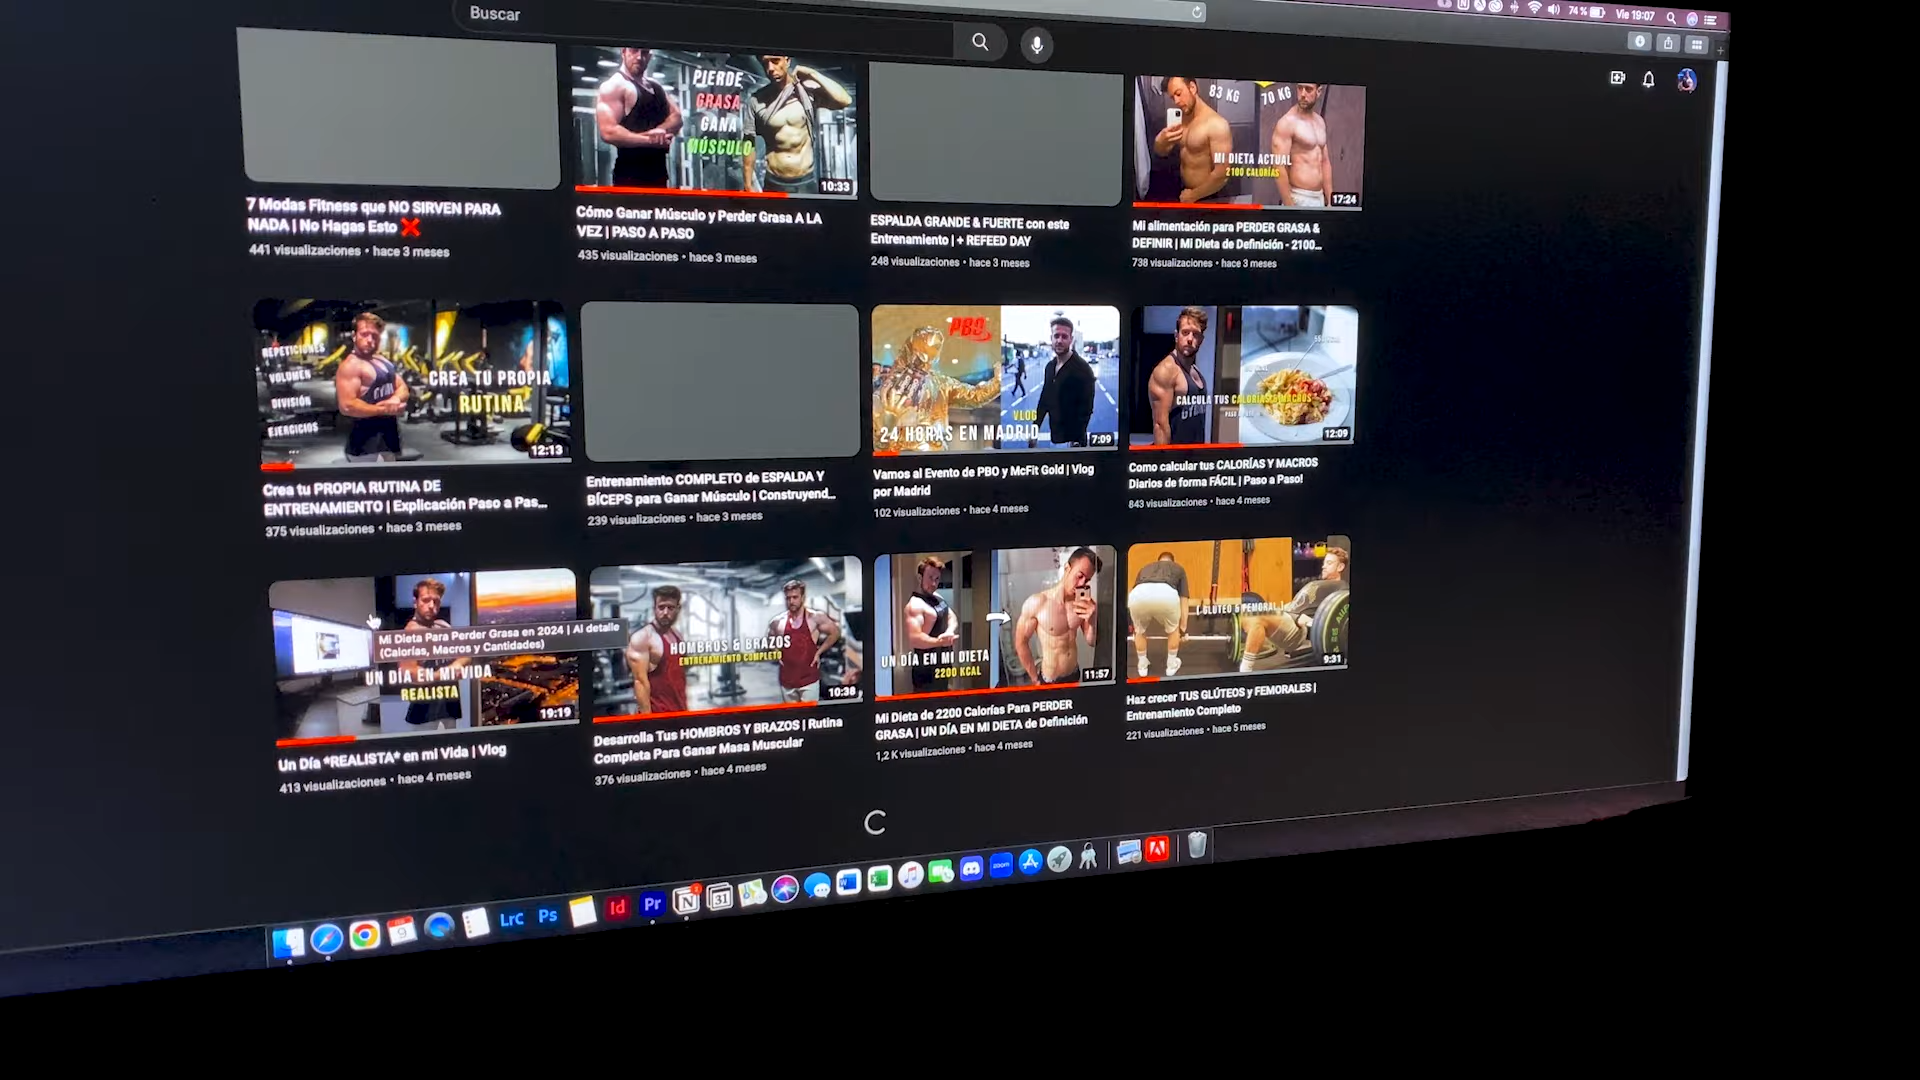 74 % Vie 19:07
Buscar
PIERDE
GRASA
GANA
MÚSCULO
10:33
83 KG 70 KG
MI DIETA ACTUAL
2100 CALORÍAS
17:24
7 Modas Fitness que NO SIRVEN PARA
NADA | No Hagas Esto ❌
441 visualizaciones • hace 3 meses
Cómo Ganar Músculo y Perder Grasa A LA
VEZ | PASO A PASO
435 visualizaciones • hace 3 meses
ESPALDA GRANDE & FUERTE con este
Entrenamiento | + REFEED DAY
248 visualizaciones • hace 3 meses
Mi alimentación para PERDER GRASA &
DEFINIR | Mi Dieta de Definición - 2100...
738 visualizaciones • hace 3 meses
REPETICIONES
VOLUMEN
DIVISIÓN
EJERCICIOS
...
CREA TU PROPIA
RUTINA
12:13
PBO
VLOG
24 HORAS EN MADRID
7:09
CALCULA TUS CALORÍAS & MACROS
12:09
Crea tu PROPIA RUTINA DE
ENTRENAMIENTO | Explicación Paso a Pas...
375 visualizaciones • hace 3 meses
Entrenamiento COMPLETO de ESPALDA Y
BÍCEPS para Ganar Músculo | Construyend...
239 visualizaciones • hace 3 meses
Vamos al Evento de PBO y McFit Gold | Vlog
por Madrid
102 visualizaciones • hace 4 meses
Como calcular tus CALORÍAS Y MACROS
Diarios de forma FÁCIL | Paso a Paso!
843 visualizaciones • hace 4 meses
Mi Dieta Para Perder Grasa en 2024 | Al detalle
(Calorías, Macros y Cantidades)
UN DÍA EN MI VIDA
REALISTA
19:19
HOMBROS & BRAZOS
ENTRENAMIENTO COMPLETO
10:38
UN DÍA EN MI DIETA
2200 KCAL
11:57
[ GLÚTEO & FEMORAL ]
9:31
Un Día *REALISTA* en mi Vida | Vlog
413 visualizaciones • hace 4 meses
Desarrolla Tus HOMBROS Y BRAZOS | Rutina
Completa Para Ganar Masa Muscular
376 visualizaciones • hace 4 meses
Mi Dieta de 2200 Calorías Para PERDER
GRASA | UN DÍA EN MI DIETA de Definición
1,2 K visualizaciones • hace 4 meses
Haz crecer TUS GLÚTEOS y FEMORALES |
Entrenamiento Completo
221 visualizaciones • hace 5 meses
9 LrC Ps Id Pr N 31 W X zoom